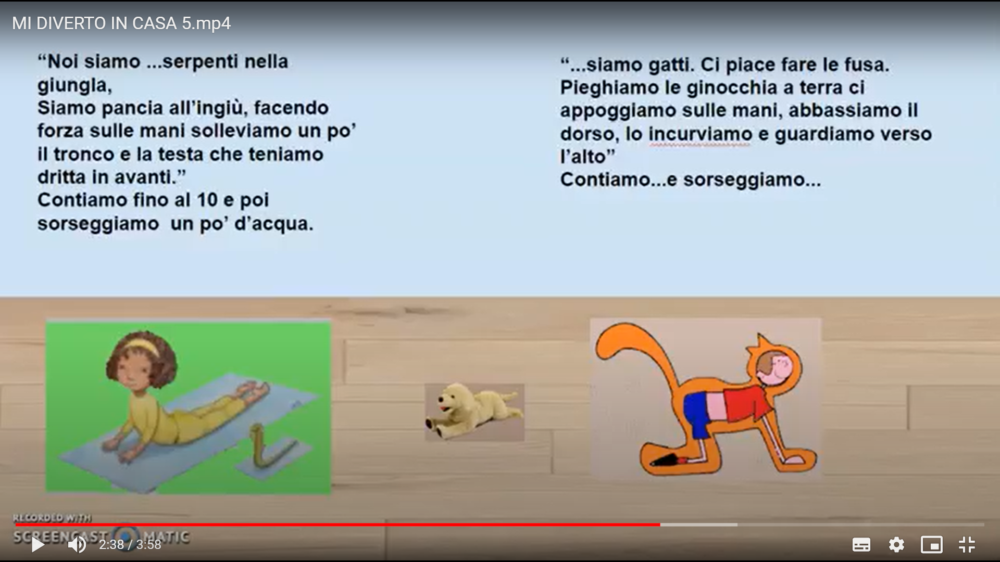 MI DIVERTO IN CASA 5.mp4
“Noi siamo ...serpenti nella
giungla,
Siamo pancia all’ingiù, facendo
forza sulle mani solleviamo un po’
il tronco e la testa che teniamo
dritta in avanti.”
Contiamo fino al 10 e poi
sorseggiamo  un po’ d’acqua.
“...siamo gatti. Ci piace fare le fusa.
Pieghiamo le ginocchia a terra ci
appoggiamo sulle mani, abbassiamo il
dorso, lo incurviamo e guardiamo verso
l’alto”
Contiamo...e sorseggiamo...
RECORDED WITH
SCREENCAST MATIC
2:38 / 3:58